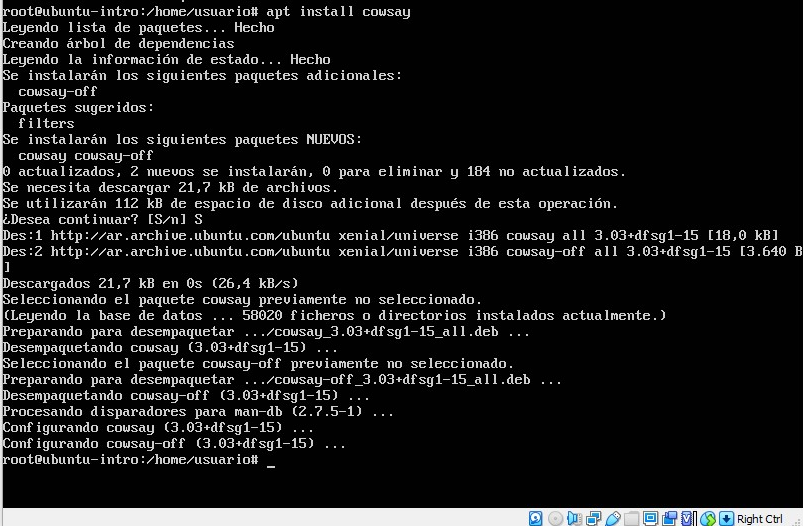 root@ubuntu-intro:/home/usuario# apt install cowsay
Leyendo lista de paquetes... Hecho
Creando árbol de dependencias
Leyendo la información de estado... Hecho
Se instalarán los siguientes paquetes adicionales:
  cowsay-off
Paquetes sugeridos:
  filters
Se instalarán los siguientes paquetes NUEVOS:
  cowsay cowsay-off
0 actualizados, 2 nuevos se instalarán, 0 para eliminar y 184 no actualizados.
Se necesita descargar 21,7 kB de archivos.
Se utilizarán 112 kB de espacio de disco adicional después de esta operación.
¿Desea continuar? [S/n] S
Des:1 http://ar.archive.ubuntu.com/ubuntu xenial/universe i386 cowsay all 3.03+dfsg1-15 [18,0 kB]
Des:2 http://ar.archive.ubuntu.com/ubuntu xenial/universe i386 cowsay-off all 3.03+dfsg1-15 [3.640 B
]
Descargados 21,7 kB en 0s (26,4 kB/s)
Seleccionando el paquete cowsay previamente no seleccionado.
(Leyendo la base de datos ... 58020 ficheros o directorios instalados actualmente.)
Preparando para desempaquetar .../cowsay_3.03+dfsg1-15_all.deb ...
Desempaquetando cowsay (3.03+dfsg1-15) ...
Seleccionando el paquete cowsay-off previamente no seleccionado.
Preparando para desempaquetar .../cowsay-off_3.03+dfsg1-15_all.deb ...
Desempaquetando cowsay-off (3.03+dfsg1-15) ...
Procesando disparadores para man-db (2.7.5-1) ...
Configurando cowsay (3.03+dfsg1-15) ...
Configurando cowsay-off (3.03+dfsg1-15) ...
root@ubuntu-intro:/home/usuario# _
Right Ctrl